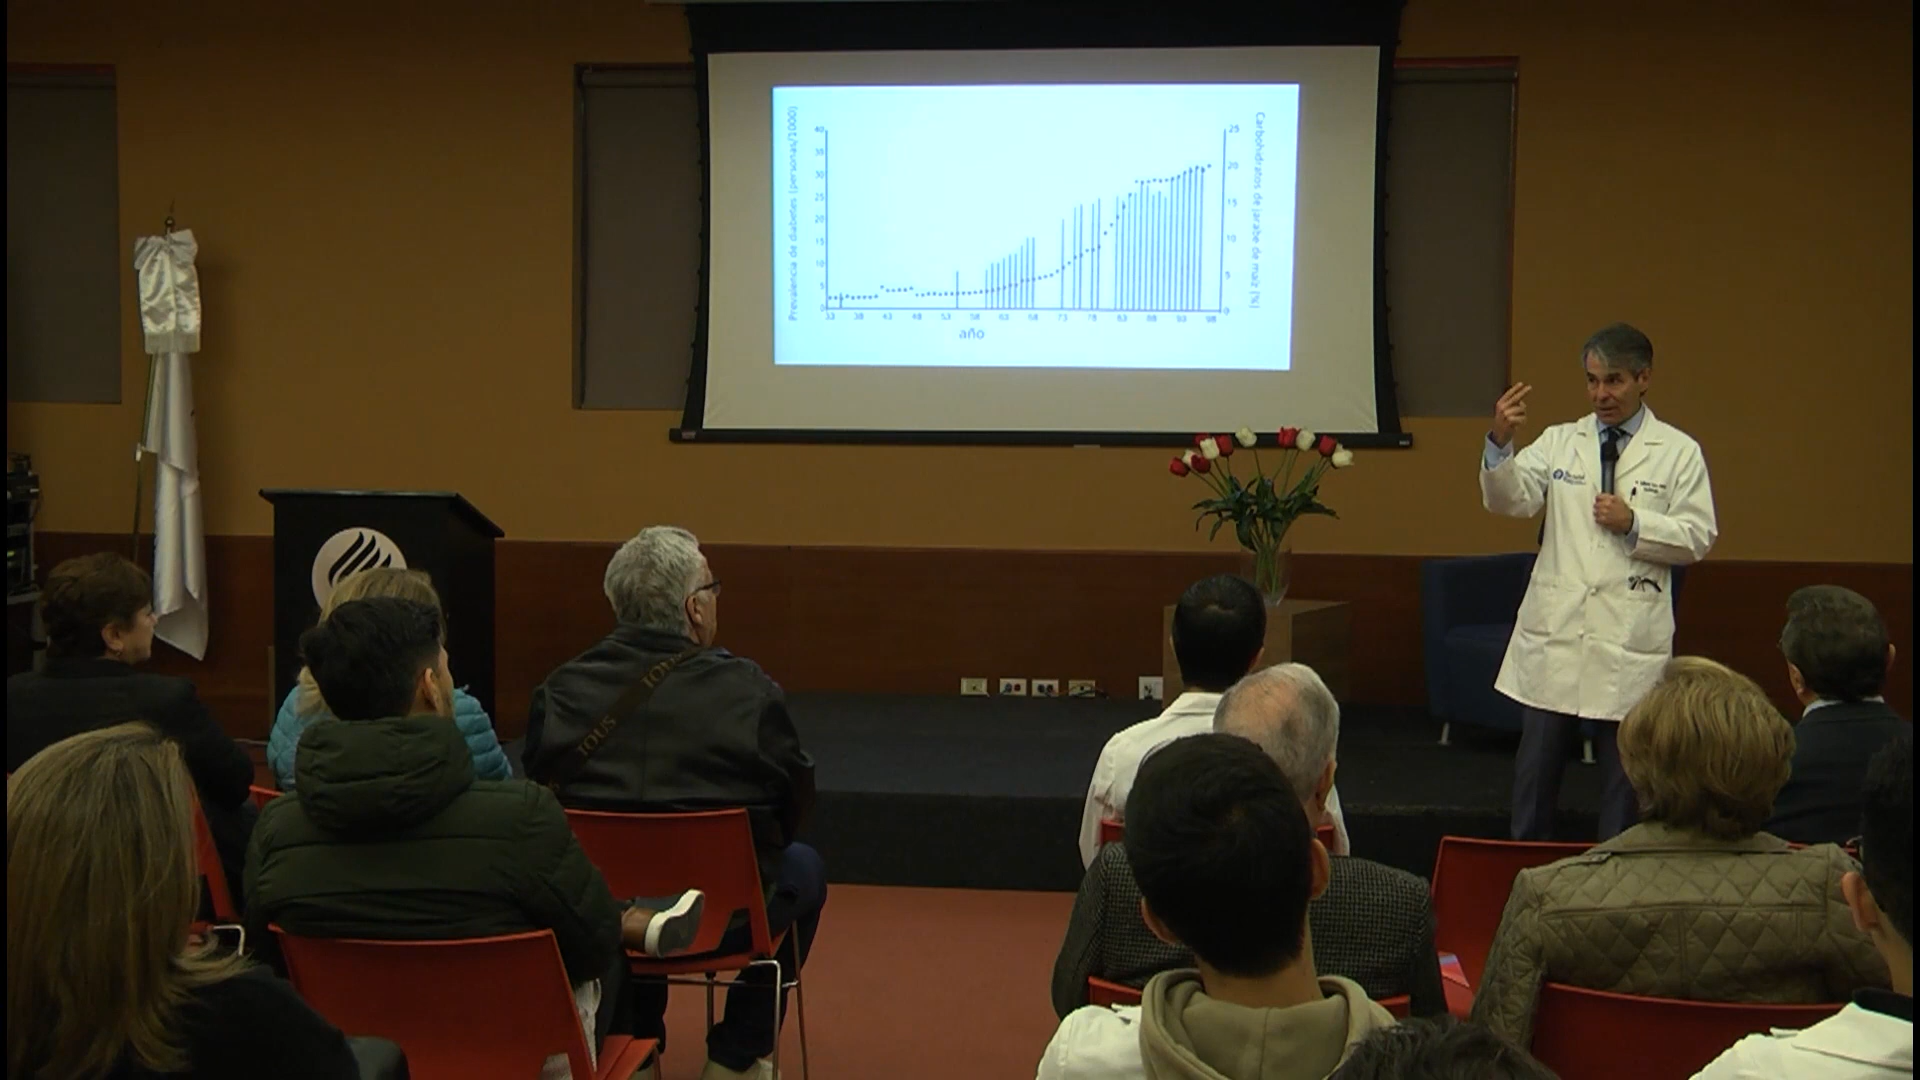 Prevalencia de diabetes (personas/1000)
40
35
30
25
20
15
10
5
0
33 38 43 48 53 58 63 68 73 78 83 88 93 98
año
25
20
15
10
5
0
Carbohidratos de jarabe de maíz (%)
TOUS
TOUS